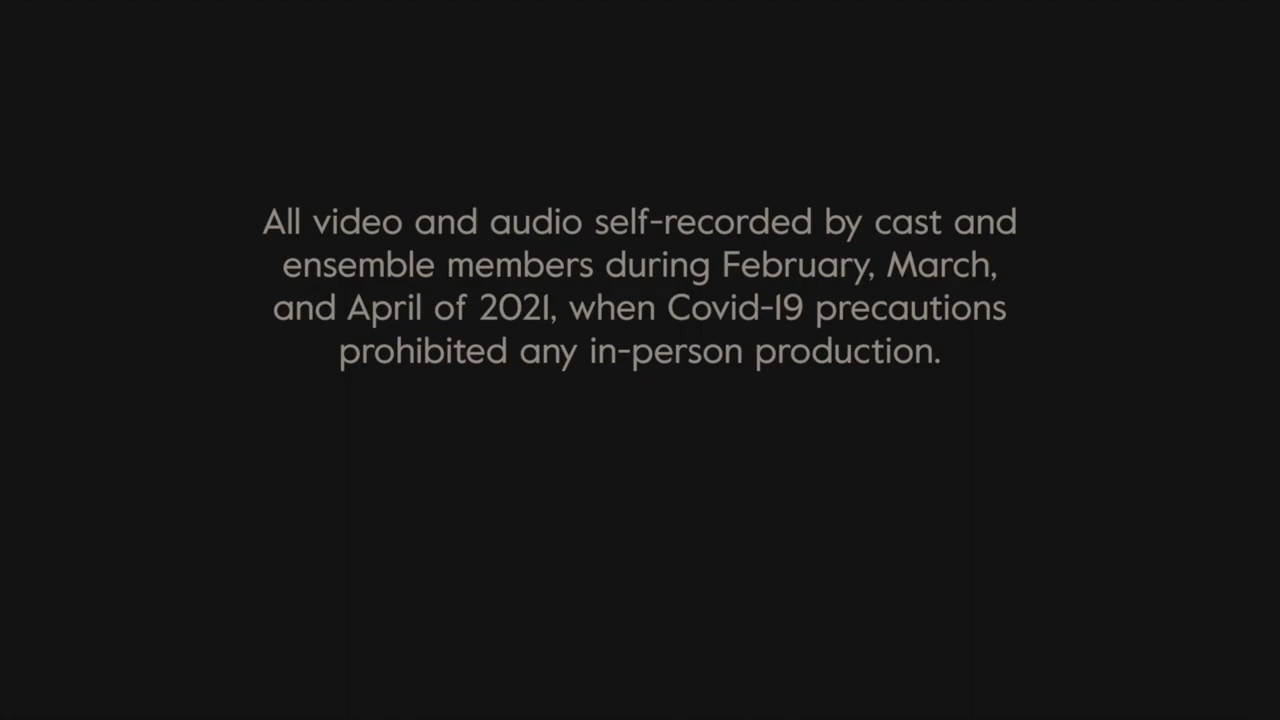 All video and audio self-recorded by cast and
ensemble members during February, March,
and April of 2021, when Covid-19 precautions
prohibited any in-person production.